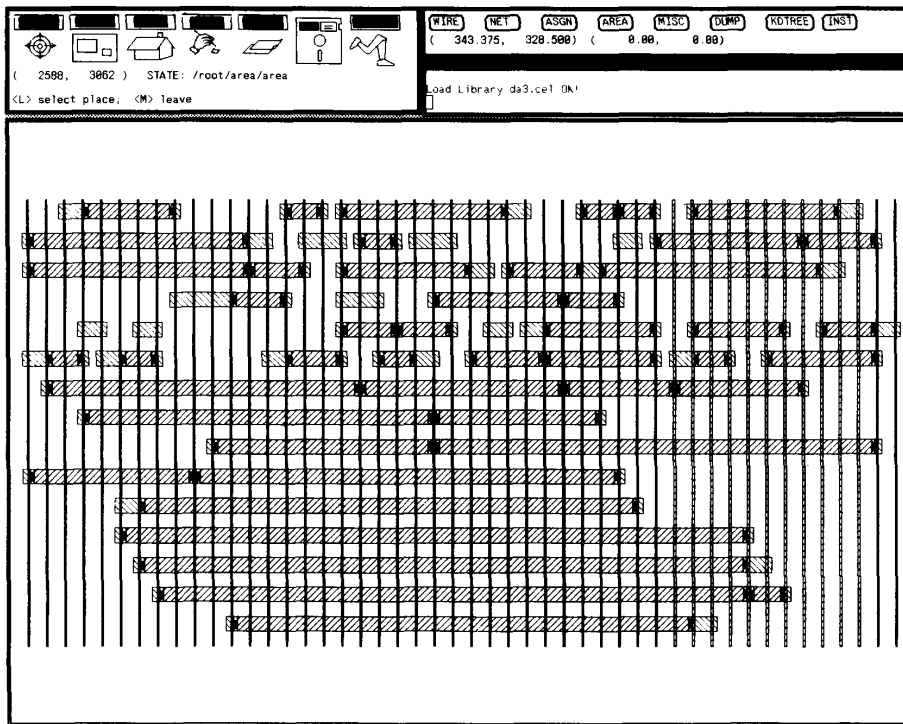 WIRE NET ASGN AREA MISC DUMP KDTREE INST
( 343.375, 328.500) ( 0.00, 0.00)
( 2588, 3062 ) STATE: /root/area/area
<L> select place; <M> leave
Load Library da3.cel OK!